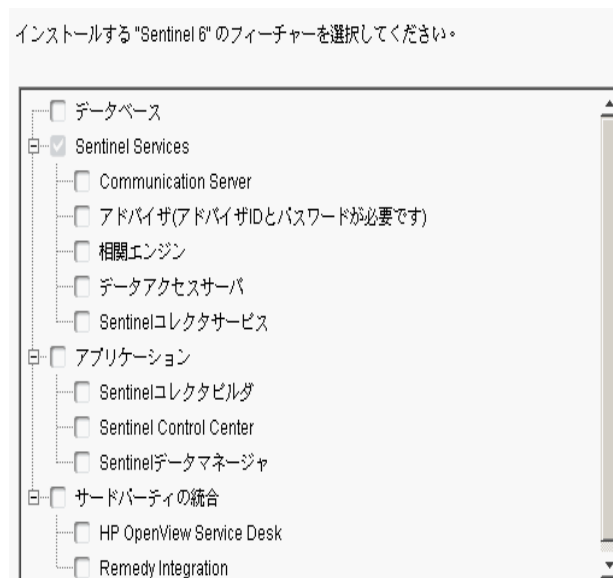 インストールする "Sentinel 6" のフィーチャーを選択してください。
データベース
Sentinel Services
Communication Server
アドバイザ(アドバイザIDとパスワードが必要です)
相関エンジン
データアクセスサーバ
Sentinelコレクタサービス
アプリケーション
Sentinelコレクタビルダ
Sentinel Control Center
Sentinelデータマネージャ
サードパーティの統合
HP OpenView Service Desk
Remedy Integration